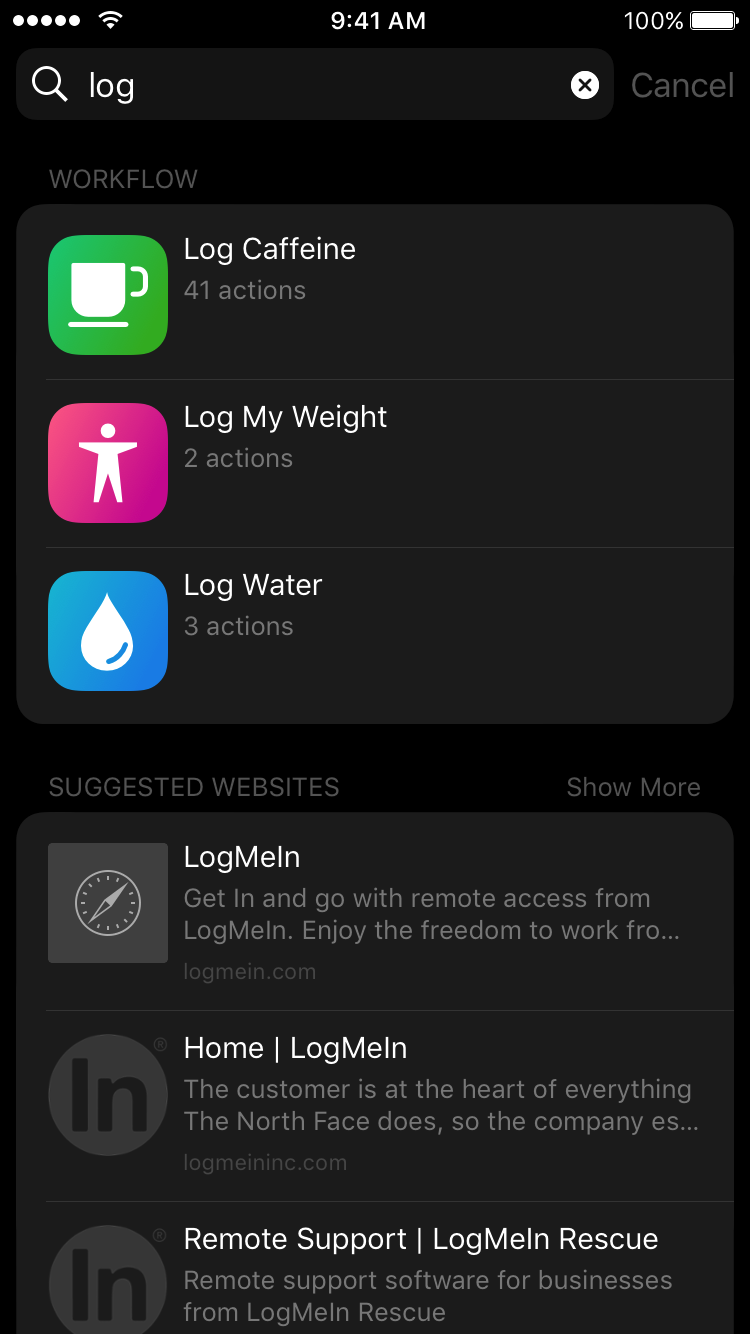 9:41 AM 100%
log Cancel
WORKFLOW
Log Caffeine
41 actions
Log My Weight
2 actions
Log Water
3 actions
SUGGESTED WEBSITES Show More
LogMeIn
Get In and go with remote access from
LogMeIn. Enjoy the freedom to work fro...
logmein.com
In ®
Home | LogMeIn
The customer is at the heart of everything
The North Face does, so the company es...
logmeininc.com
In ®
Remote Support | LogMeIn Rescue
Remote support software for businesses
from LogMeIn Rescue